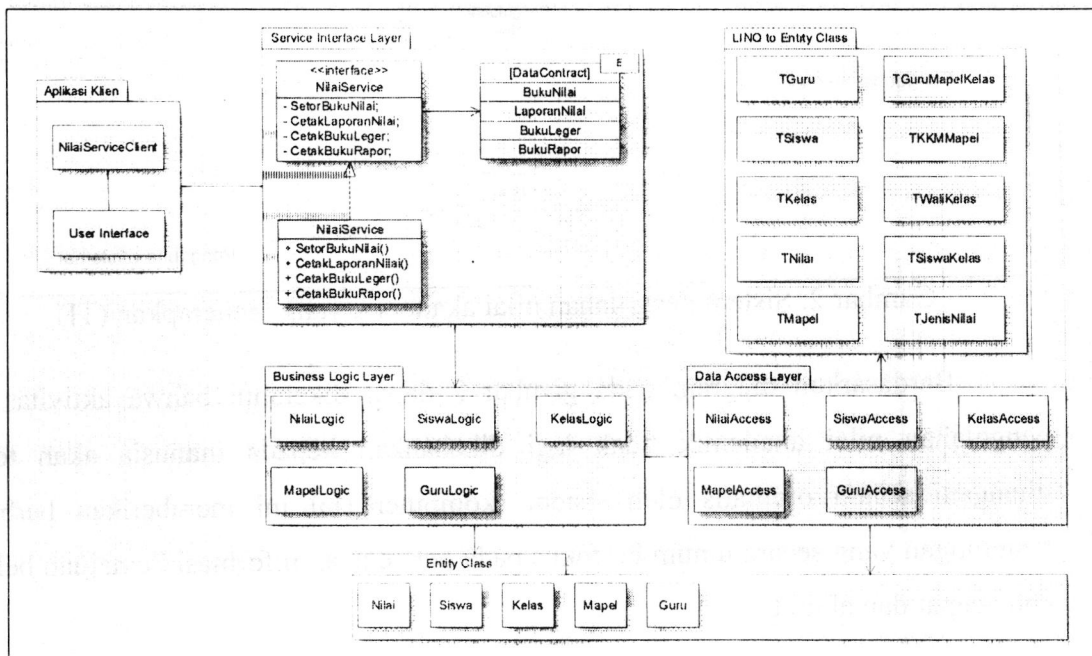 Service Interface Layer
<<interface>>
NilaiService
- SetorBukuNilai;
- CetakLaporanNilai;
- CetakBukuLeger;
- CetakBukuRapor;
E
[DataContract]
BukuNilai
LaporanNilai
BukuLeger
BukuRapor
Aplikasi Klien
NilaiServiceClient
User Interface
NilaiService
+ SetorBukuNilai()
+ CetakLaporanNilai()
+ CetakBukuLeger()
+ CetakBukuRapor()
LINQ to Entity Class
TGuru
TGuruMapelKelas
TSiswa
TKKMMapel
TKelas
TWaliKelas
TNilai
TSiswaKelas
TMapel
TJenisNilai
Business Logic Layer
NilaiLogic
SiswaLogic
KelasLogic
MapelLogic
GuruLogic
Data Access Layer
NilaiAccess
SiswaAccess
KelasAccess
MapelAccess
GuruAccess
Entity Class
Nilai
Siswa
Kelas
Mapel
Guru